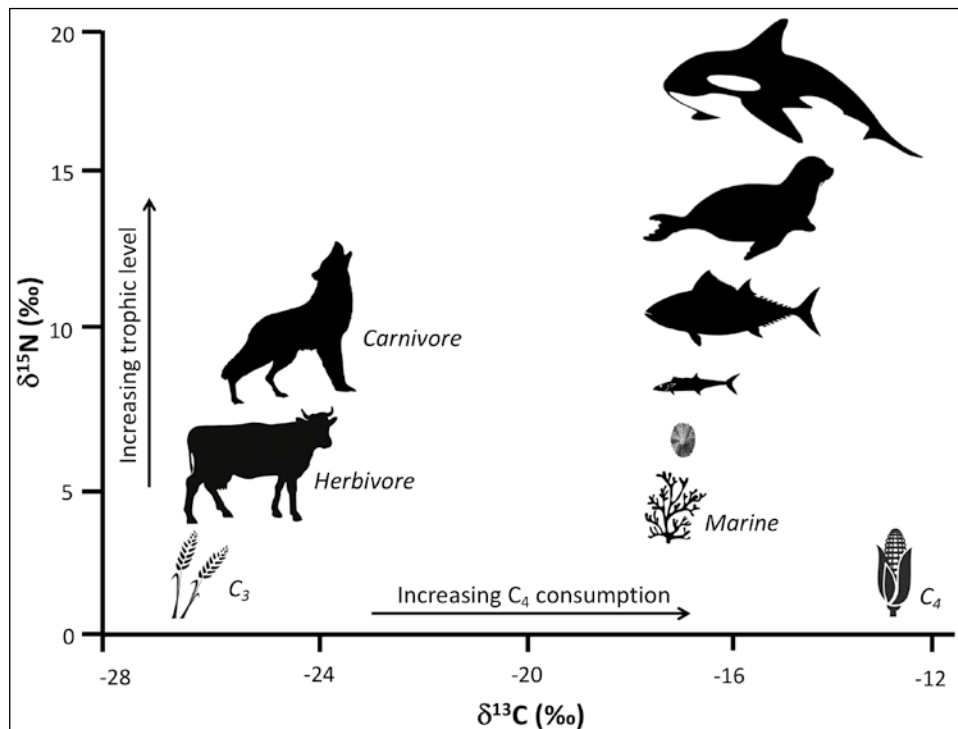 20
15
10
5
0
δ15N (‰)
Increasing trophic level
Carnivore
Herbivore
Marine
C3
Increasing C4 consumption
C4
-28
-24
-20
-16
-12
δ13C (‰)